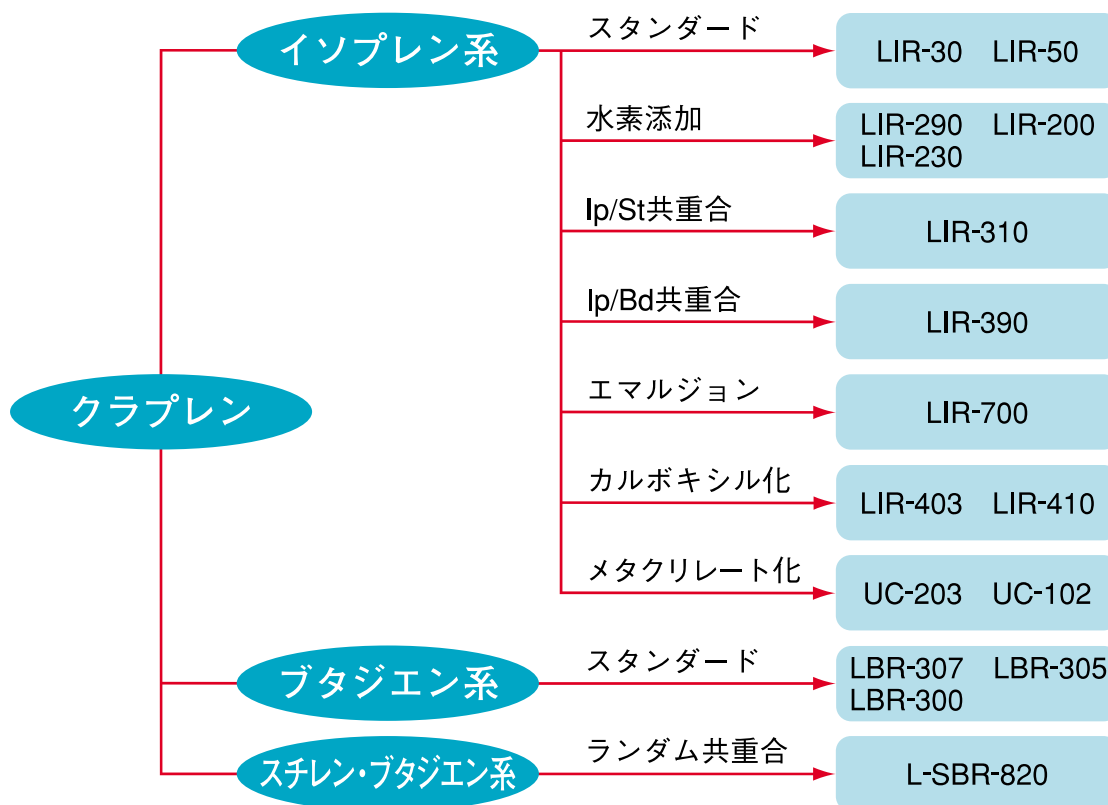 イソプレン系
スタンダード
LIR-30 LIR-50
水素添加
LIR-290 LIR-200
LIR-230
Ip/St共重合
LIR-310
Ip/Bd共重合
LIR-390
クラプレン
エマルジョン
LIR-700
カルボキシル化
LIR-403 LIR-410
メタクリレート化
UC-203 UC-102
ブタジエン系
スタンダード
LBR-307 LBR-305
LBR-300
スチレン・ブタジエン系
ランダム共重合
L-SBR-820